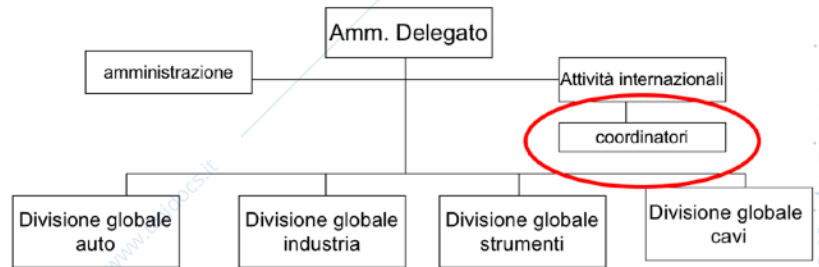 Amm. Delegato
amministrazione
Attività internazionali
coordinatori
Divisione globale
auto
Divisione globale
industria
Divisione globale
strumenti
Divisione globale
cavi